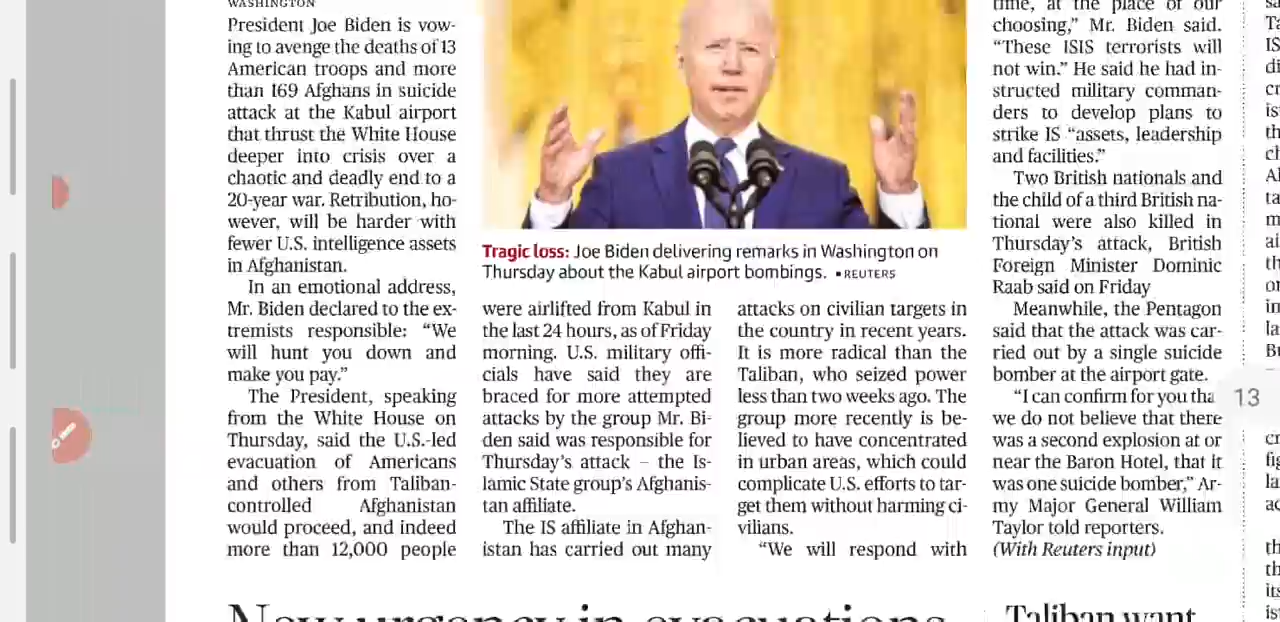 WASHINGTON
President Joe Biden is vow-
ing to avenge the deaths of 13
American troops and more
than 169 Afghans in suicide
attack at the Kabul airport
that thrust the White House
deeper into crisis over a
chaotic and deadly end to a
20-year war. Retribution, ho-
wever, will be harder with
fewer U.S. intelligence assets
in Afghanistan.
In an emotional address,
Mr. Biden declared to the ex-
tremists responsible: “We
will hunt you down and
make you pay.”
The President, speaking
from the White House on
Thursday, said the U.S.-led
evacuation of Americans
and others from Taliban-
controlled Afghanistan
would proceed, and indeed
more than 12,000 people
Tragic loss: Joe Biden delivering remarks in Washington on
Thursday about the Kabul airport bombings. ▪REUTERS
were airlifted from Kabul in
the last 24 hours, as of Friday
morning. U.S. military offi-
cials have said they are
braced for more attempted
attacks by the group Mr. Bi-
den said was responsible for
Thursday’s attack – the Is-
lamic State group’s Afghanis-
tan affiliate.
The IS affiliate in Afghan-
istan has carried out many
attacks on civilian targets in
the country in recent years.
It is more radical than the
Taliban, who seized power
less than two weeks ago. The
group more recently is be-
lieved to have concentrated
in urban areas, which could
complicate U.S. efforts to tar-
get them without harming ci-
vilians.
“We will respond with
time, at the place of our
choosing,” Mr. Biden said.
“These ISIS terrorists will
not win.” He said he had in-
structed military comman-
ders to develop plans to
strike IS “assets, leadership
and facilities.”
Two British nationals and
the child of a third British na-
tional were also killed in
Thursday’s attack, British
Foreign Minister Dominic
Raab said on Friday
Meanwhile, the Pentagon
said that the attack was car-
ried out by a single suicide
bomber at the airport gate.
“I can confirm for you tha
we do not believe that there
was a second explosion at or
near the Baron Hotel, that it
was one suicide bomber,” Ar-
my Major General William
Taylor told reporters.
(With Reuters input)
13
New urgency in evacuations
Taliban want